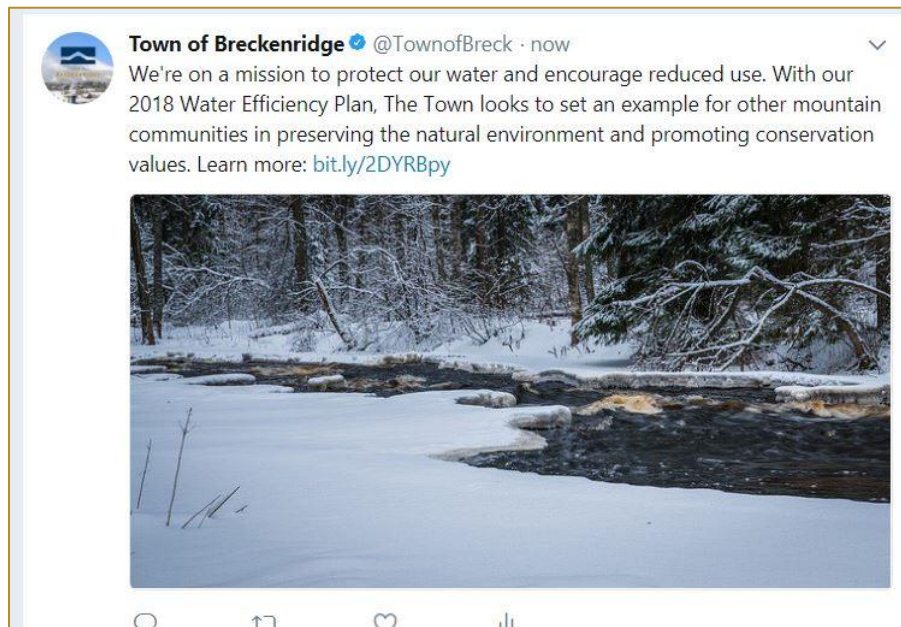 Town of Breckenridge @TownofBreck · now
We're on a mission to protect our water and encourage reduced use. With our
2018 Water Efficiency Plan, The Town looks to set an example for other mountain
communities in preserving the natural environment and promoting conservation
values. Learn more: bit.ly/2DYRBpy